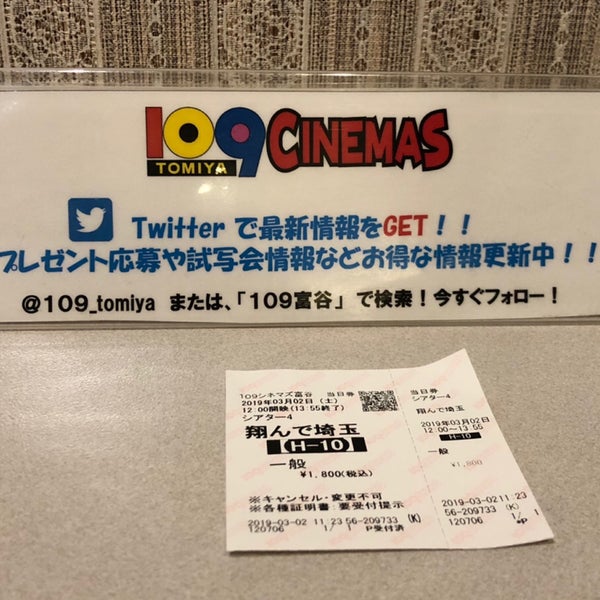 109 CINEMAS
TOMIYA
Twitter で最新情報をGET！！
プレゼント応募や試写会情報などお得な情報更新中！！
@109_tomiya または、「109富谷」で検索！今すぐフォロー！
109シネマズ富谷 当日券
2019年03月02日 (土)
12:00開映(13:55終了)
シアター4
翔んで埼玉
【H-10】
一般
¥1,800(税込)
※キャンセル・変更不可
※各種証明書:要受付提示
2019-03-02 11 23 56-209733 (K)
120706 1/ 1 P受付済
当日券
シアター4
翔んで埼玉
2019年03月02日
12:00～13:55
H-10
一般
¥1,800
2019-03-02 11 23
56-209733 (K)
120706 1/ 1
*P